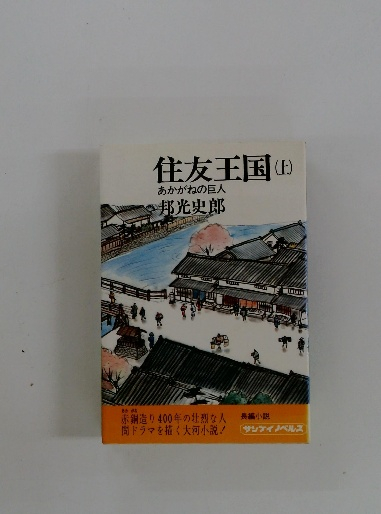 住友王国(上)
あかがねの巨人
邦光史郎
赤銅造り400年の壮烈な人
間ドラマを描く大河小説!
長編小説
サンケイノベルス